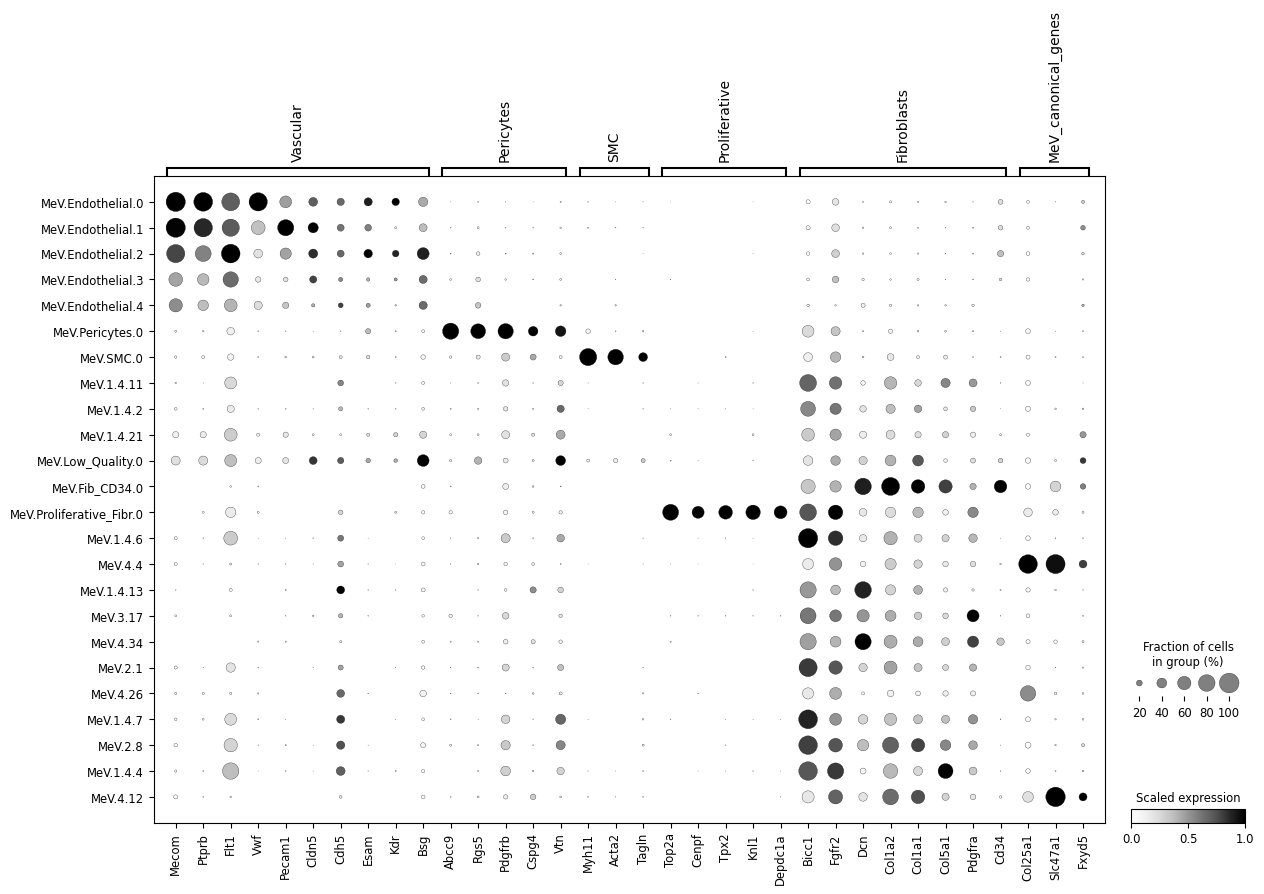 Vascular
Pericytes
SMC
Proliferative
Fibroblasts
MeV_canonical_genes
MeV.Endothelial.0
MeV.Endothelial.1
MeV.Endothelial.2
MeV.Endothelial.3
MeV.Endothelial.4
MeV.Pericytes.0
MeV.SMC.0
MeV.1.4.11
MeV.1.4.2
MeV.1.4.21
MeV.Low_Quality.0
MeV.Fib_CD34.0
MeV.Proliferative_Fibr.0
MeV.1.4.6
MeV.4.4
MeV.1.4.13
MeV.3.17
MeV.4.34
MeV.2.1
MeV.4.26
MeV.1.4.7
MeV.2.8
MeV.1.4.4
MeV.4.12
Mecom
Ptprb
Flt1
Vwf
Pecam1
Cldn5
Cdh5
Esam
Kdr
Bsg
Abcc9
Rgs5
Pdgfrb
Cspg4
Vtn
Myh11
Acta2
Tagln
Top2a
Cenpf
Tpx2
Knl1
Depdc1a
Bicc1
Fgfr2
Dcn
Col1a2
Col1a1
Col5a1
Pdgfra
Cd34
Col25a1
Slc47a1
Fxyd5
Fraction of cells
in group (%)
20 40 60 80 100
Scaled expression
0.0 0.5 1.0